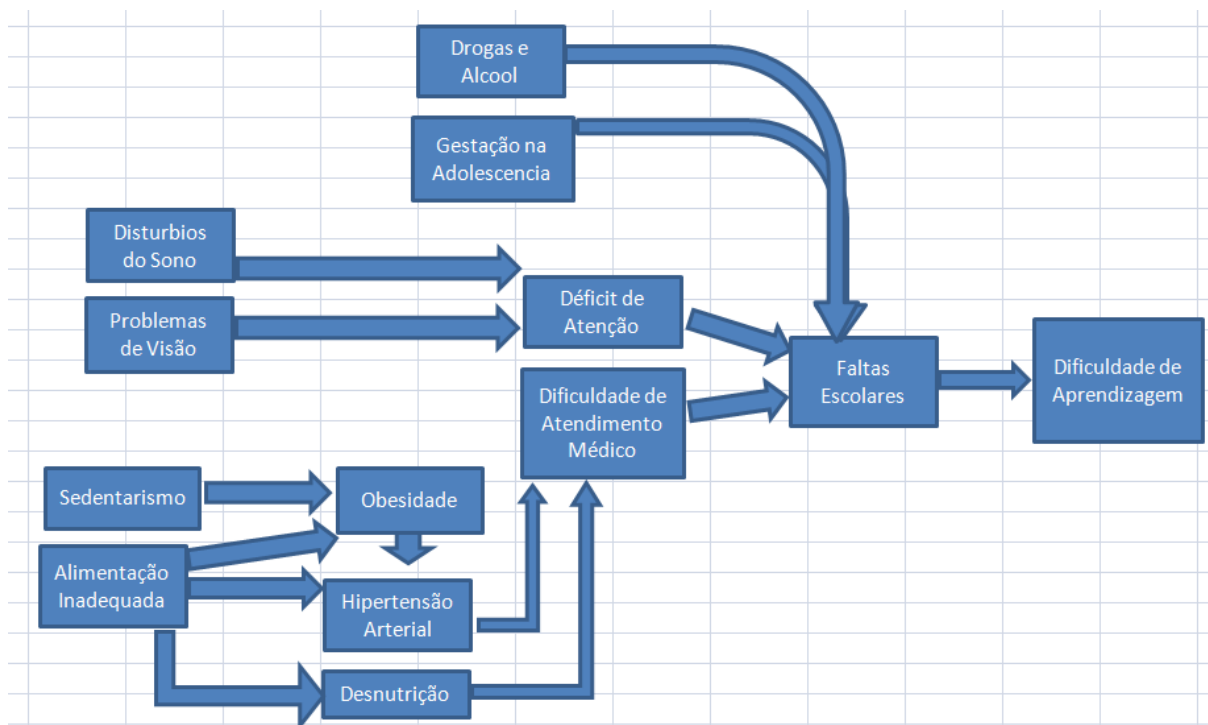 Drogas e
Alcool
Gestação na
Adolescencia
Disturbios
do Sono
Problemas
de Visão
Déficit de
Atenção
Dificuldade de
Atendimento
Médico
Faltas
Escolares
Dificuldade de
Aprendizagem
Sedentarismo
Obesidade
Alimentação
Inadequada
Hipertensão
Arterial
Desnutrição